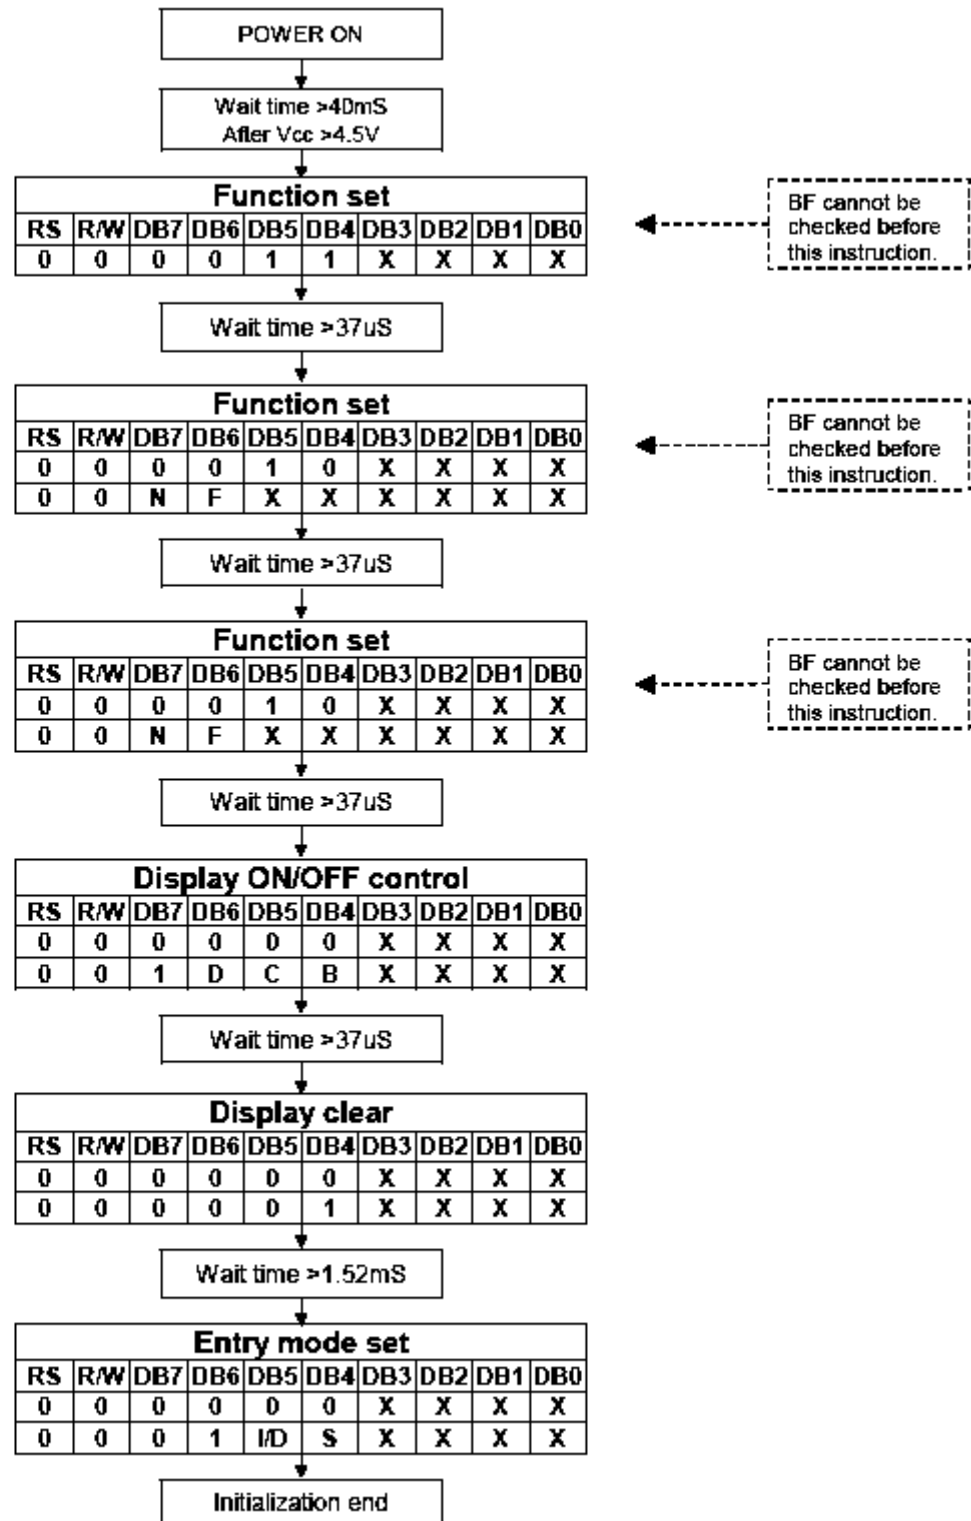 POWER ON
Wait time >40mS
After Vcc >4.5V
Function set
RS R/W DB7 DB6 DB5 DB4 DB3 DB2 DB1 DB0
0 0 0 0 1 1 X X X X
BF cannot be
checked before
this instruction.
Wait time >37uS
Function set
RS R/W DB7 DB6 DB5 DB4 DB3 DB2 DB1 DB0
0 0 0 0 1 0 X X X X
0 0 N F X X X X X X
BF cannot be
checked before
this instruction.
Wait time >37uS
Function set
RS R/W DB7 DB6 DB5 DB4 DB3 DB2 DB1 DB0
0 0 0 0 1 0 X X X X
0 0 N F X X X X X X
BF cannot be
checked before
this instruction.
Wait time >37uS
Display ON/OFF control
RS R/W DB7 DB6 DB5 DB4 DB3 DB2 DB1 DB0
0 0 0 0 0 0 X X X X
0 0 1 D C B X X X X
Wait time >37uS
Display clear
RS R/W DB7 DB6 DB5 DB4 DB3 DB2 DB1 DB0
0 0 0 0 0 0 X X X X
0 0 0 0 0 1 X X X X
Wait time >1.52mS
Entry mode set
RS R/W DB7 DB6 DB5 DB4 DB3 DB2 DB1 DB0
0 0 0 0 0 0 X X X X
0 0 0 1 I/D S X X X X
Initialization end